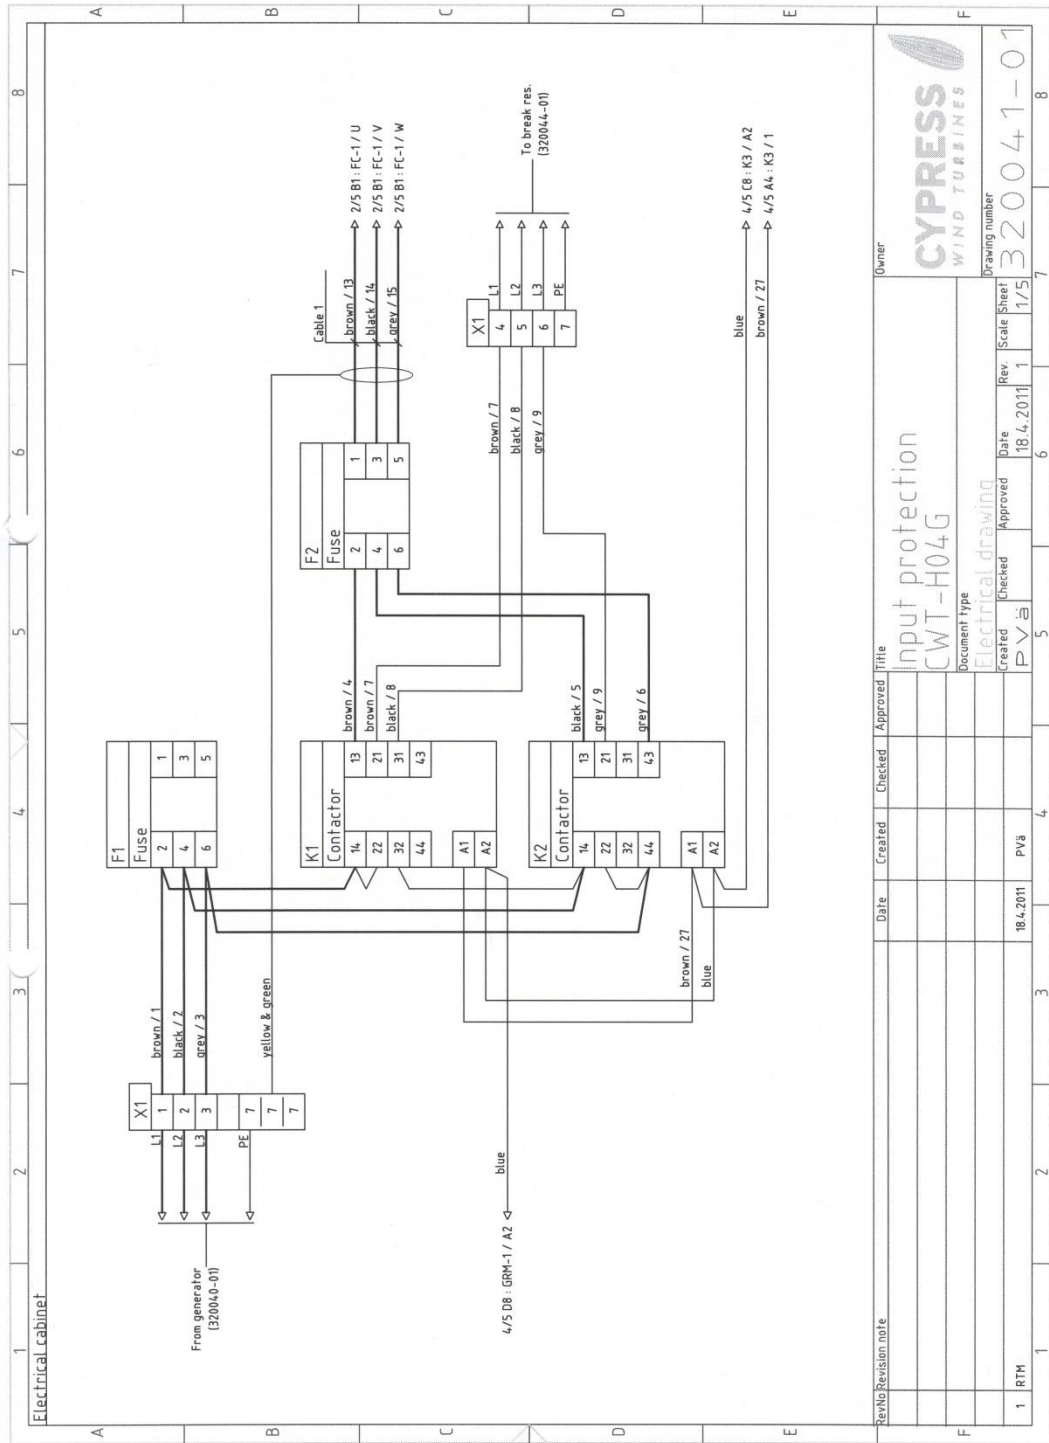 1 2 3 4 5 6 7 8
Electrical cabinet
A
B
C
D
E
F
From generator
(320040-01)
L1
L2
L3
PE
X1
1
2
3
7
7
7
brown / 1
black / 2
grey / 3
yellow & green
F1
Fuse
2 1
4 3
6 5
K1
Contactor
14 13
22 21
32 31
44 43
A1
A2
brown / 4
brown / 7
black / 8
F2
Fuse
2 1
4 3
6 5
Cable 1
brown / 13
black / 14
grey / 15
2/5 B1 : FC-1 / U
2/5 B1 : FC-1 / V
2/5 B1 : FC-1 / W
brown / 7
black / 8
grey / 9
X1
4
5
6
7
L1
L2
L3
PE
To break res.
(320044-01)
K2
Contactor
14 13
22 21
32 31
44 43
A1
A2
black / 5
grey / 9
grey / 6
4/5 D8 : GRM-1 / A2
blue
brown / 27
blue
blue
brown / 27
4/5 C8 : K3 / A2
4/5 A4 : K3 / 1
A
B
C
D
E
F
RevNo Revision note Date Created Checked Approved
1 RTM 18.4.2011 PVä
Title
Input protection
CWT-H04G
Document type
Electrical drawing
Created Checked Approved Date Rev. Scale Sheet
PVä 18.4.2011 1 1/5
Owner
CYPRESS
WIND TURBINES
Drawing number
320041-01
1 2 3 4 5 6 7 8